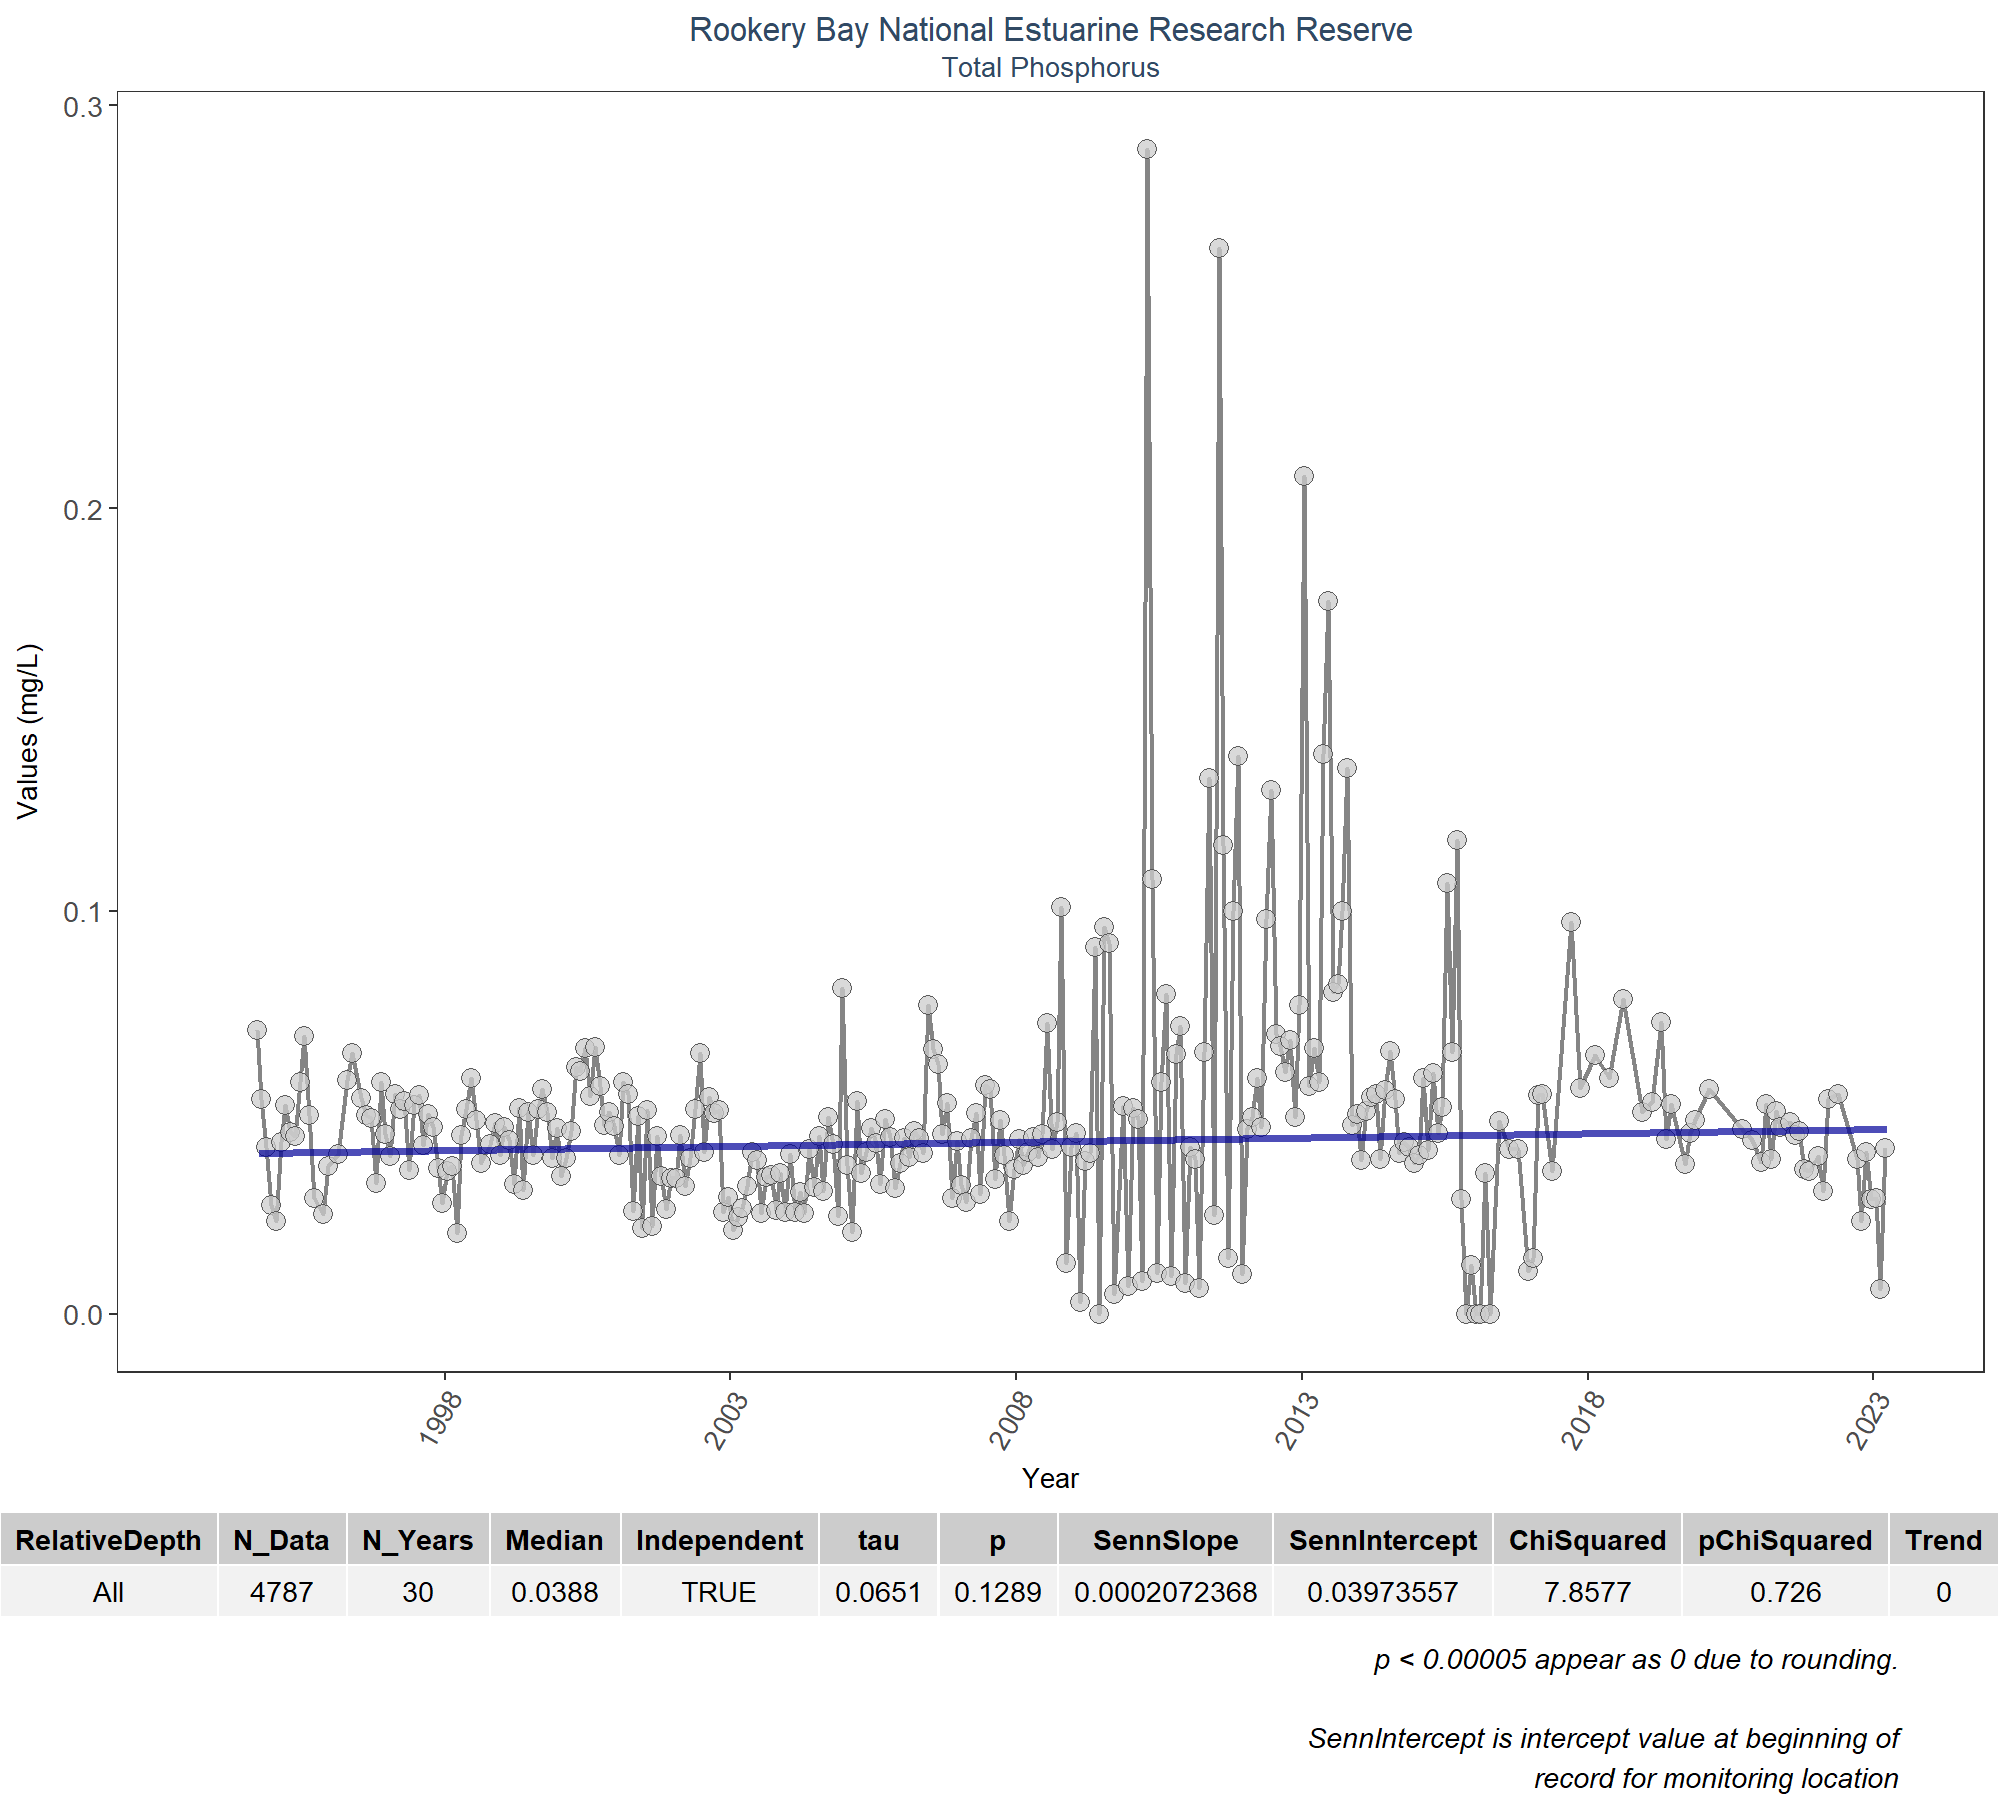 Rookery Bay National Estuarine Research Reserve
Total Phosphorus
0.3
0.2
0.1
0.0
Values (mg/L)
1998
2003
2008
2013
2018
2023
Year
RelativeDepth N_Data N_Years Median Independent tau p SennSlope SennIntercept ChiSquared pChiSquared Trend
All 4787 30 0.0388 TRUE 0.0651 0.1289 0.0002072368 0.03973557 7.8577 0.726 0
p < 0.00005 appear as 0 due to rounding.
SennIntercept is intercept value at beginning of
record for monitoring location